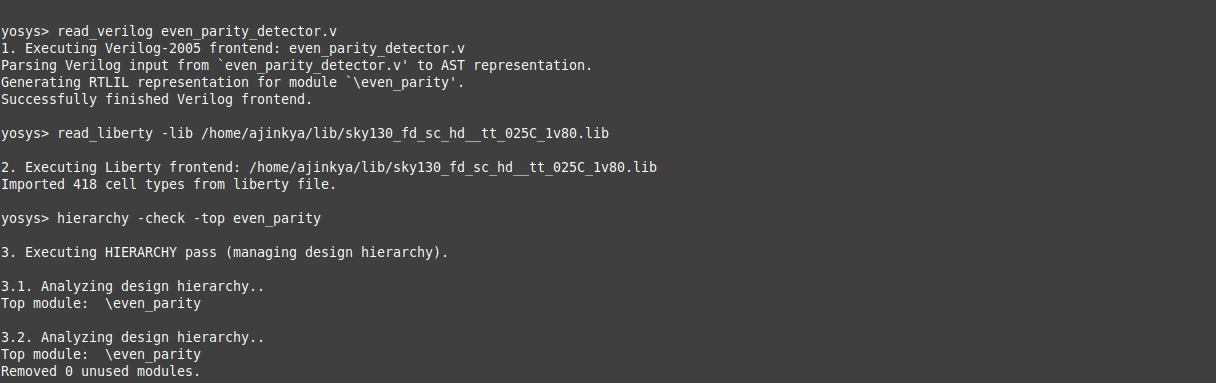 yosys> read_verilog even_parity_detector.v
1. Executing Verilog-2005 frontend: even_parity_detector.v
Parsing Verilog input from `even_parity_detector.v' to AST representation.
Generating RTLIL representation for module `\even_parity'.
Successfully finished Verilog frontend.
yosys> read_liberty -lib /home/ajinkya/lib/sky130_fd_sc_hd__tt_025C_1v80.lib
2. Executing Liberty frontend: /home/ajinkya/lib/sky130_fd_sc_hd__tt_025C_1v80.lib
Imported 418 cell types from liberty file.
yosys> hierarchy -check -top even_parity
3. Executing HIERARCHY pass (managing design hierarchy).
3.1. Analyzing design hierarchy..
Top module:  \even_parity
3.2. Analyzing design hierarchy..
Top module:  \even_parity
Removed 0 unused modules.